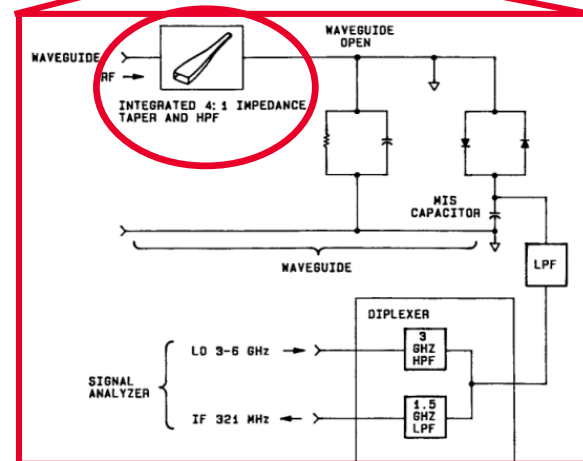 WAVEGUIDE
OPEN
WAVEGUIDE
RF →
INTEGRATED 4:1 IMPEDANCE
TAPER AND HPF
MIS
CAPACITOR
WAVEGUIDE
LPF
DIPLEXER
LO 3-6 GHz →
3
GHZ
HPF
SIGNAL
ANALYZER
IF 321 MHz ←
1.5
GHZ
LPF